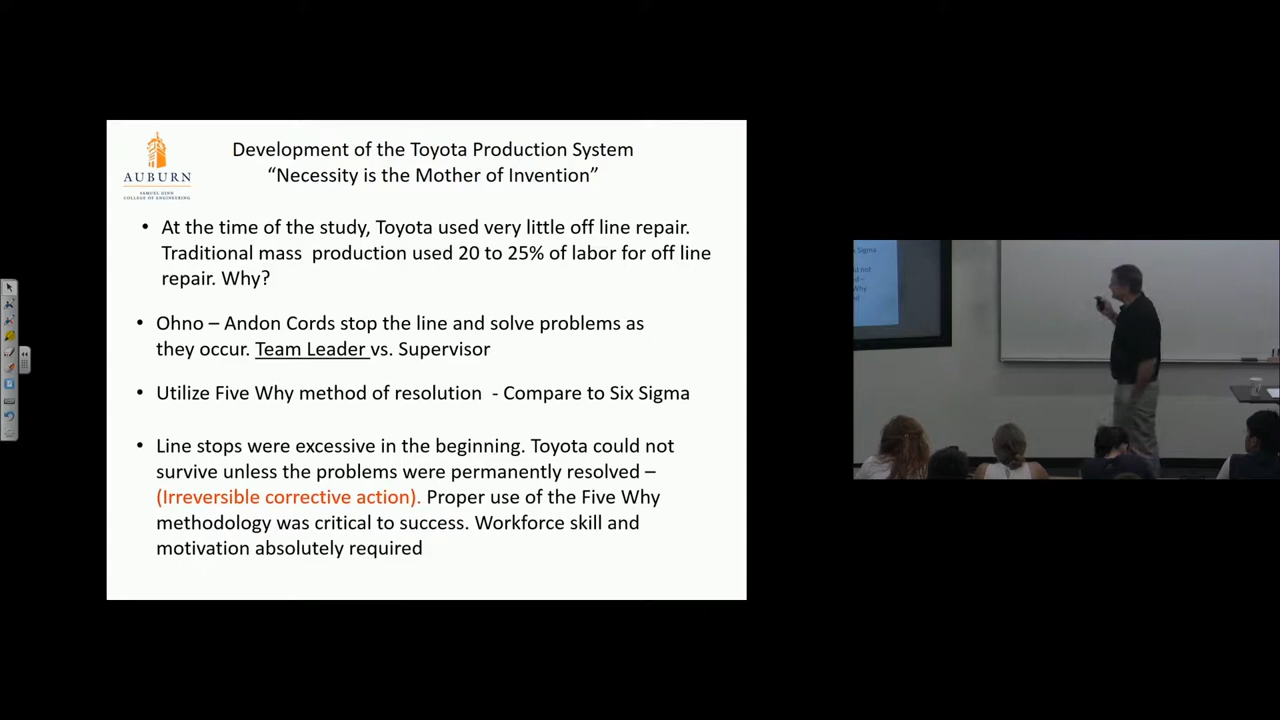 Development of the Toyota Production System
“Necessity is the Mother of Invention”
AUBURN
SAMUEL GINN
COLLEGE OF ENGINEERING
• At the time of the study, Toyota used very little off line repair.
Traditional mass  production used 20 to 25% of labor for off line
repair. Why?
• Ohno – Andon Cords stop the line and solve problems as
they occur. Team Leader vs. Supervisor
• Utilize Five Why method of resolution  - Compare to Six Sigma
• Line stops were excessive in the beginning. Toyota could not
survive unless the problems were permanently resolved –
(Irreversible corrective action). Proper use of the Five Why
methodology was critical to success. Workforce skill and
motivation absolutely required
Sigma